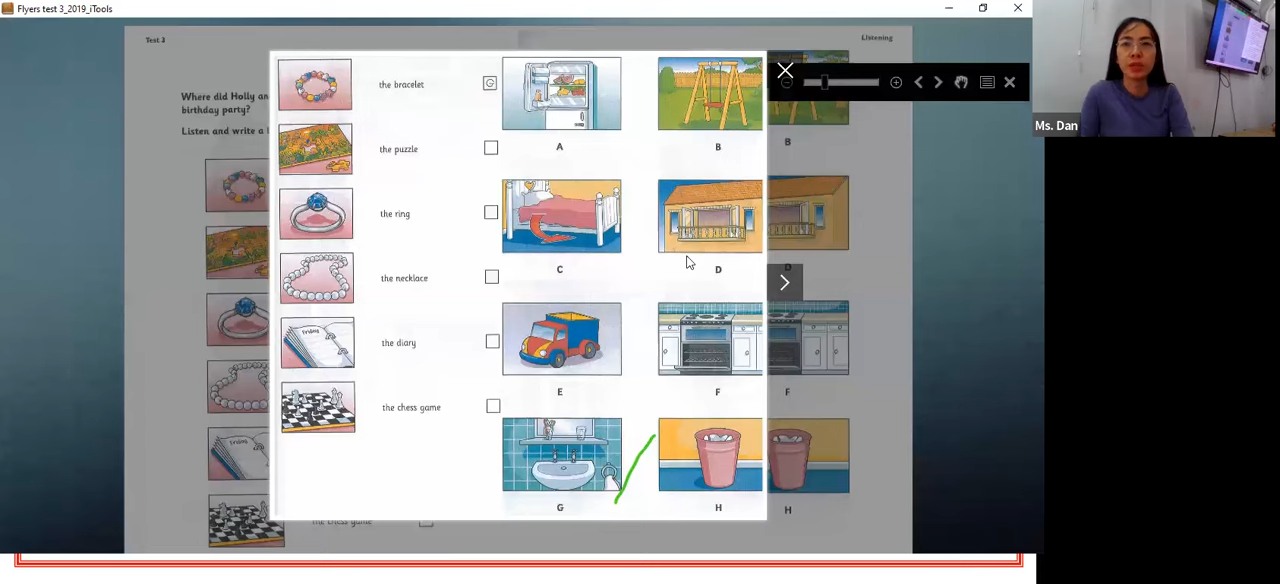 Flyers test 3_2019_iTools
Test 3
Listening
Where did Holly an
birthday party?
Listen and write a l
the bracelet
G
the puzzle
the ring
the necklace
the diary
the chess game
A
B
C
D
E
F
G
H
B
D
F
H
Friday
Friday
the chess game
Ms. Dan